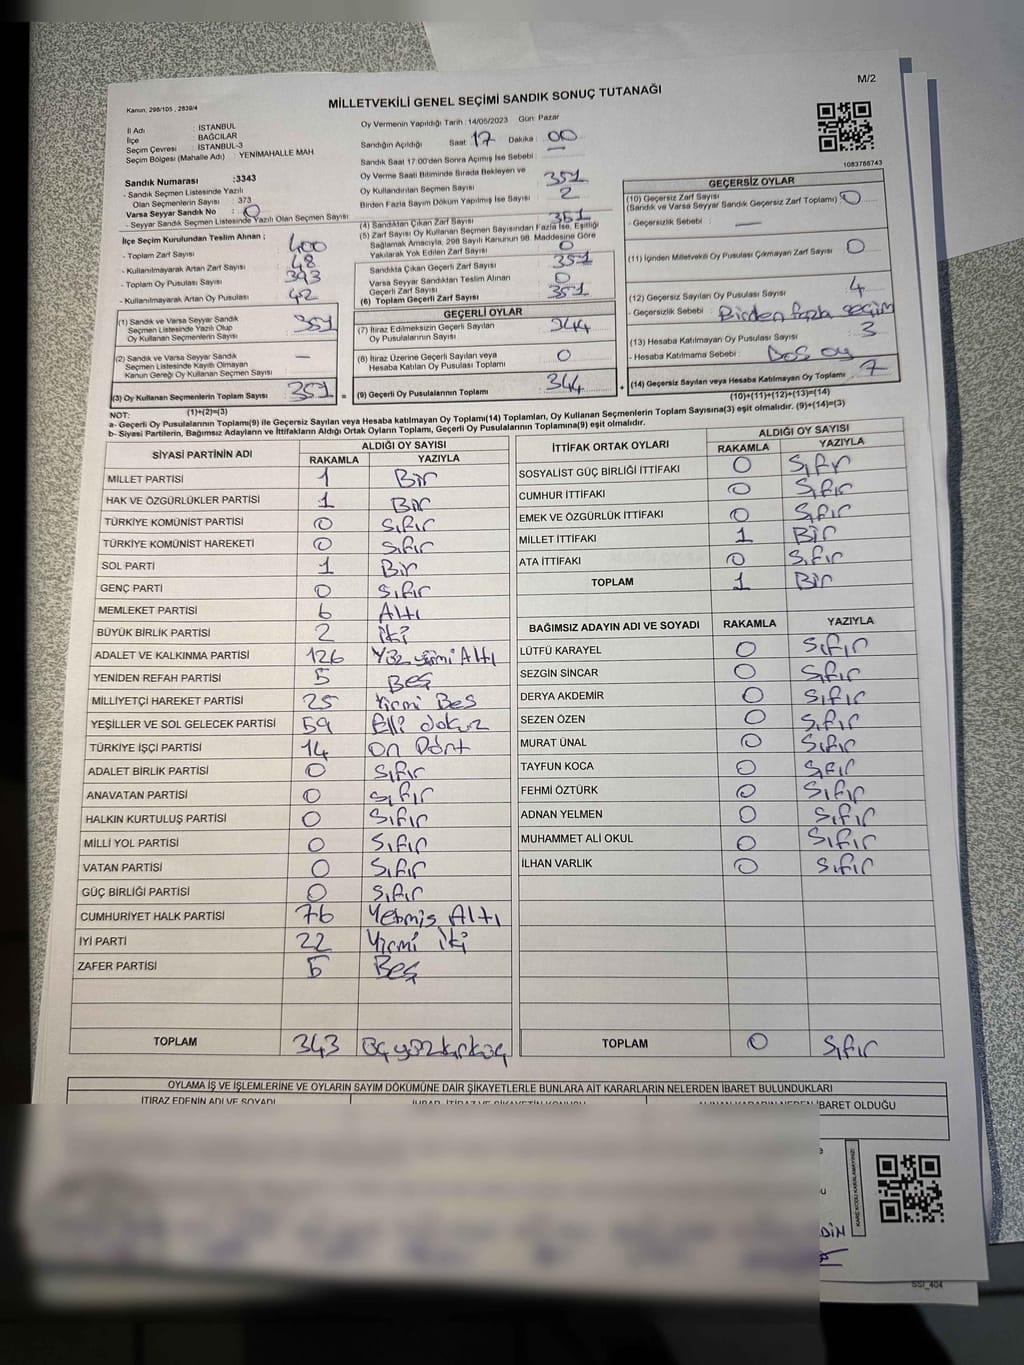 M/2
Kanun, 298/105 , 2839/4
MİLLETVEKİLİ GENEL SEÇİMİ SANDIK SONUÇ TUTANAĞI
İl Adı : İSTANBUL
İlçe : BAĞCILAR
Seçim Çevresi : İSTANBUL-3
Seçim Bölgesi (Mahalle Adı) YENİMAHALLE MAH.
Oy Vermenin Yapıldığı Tarih : 14/05/2023 Gün: Pazar
Sandığın Açıldığı Saat : 17 Dakika : 00
Sandık Saat 17:00'den Sonra Açmış İse Sebebi : —
1083786743
Sandık Numarası :3343
- Sandık Seçmen Listesinde Yazılı Olan Seçmenlerin Sayısı : 373
Varsa Seyyar Sandık No : 0
- Seyyar Sandık Seçmen Listesinde Yazılı Olan Seçmen Sayısı
Oy Verme Saati Bitiminde Sırada Bekleyen ve
Oy Kullandırılan Seçmen Sayısı 351
Birden Fazla Sayım Döküm Yapılmış İse Sayısı : 2
İlçe Seçim Kurulundan Teslim Alınan ;
- Toplam Zarf Sayısı : 400
- Kullanılmayarak Artan Zarf Sayısı : 48
- Toplam Oy Pusulası Sayısı : 393
- Kullanılmayarak Artan Oy Pusulası : 42
(4) Sandıktan Çıkan Zarf Sayısı : 351
(5) Zarf Sayısı Oy Kullanan Seçmen Sayısından Fazla İse, Eşitliği
Sağlamak Amacıyla, 298 Sayılı Kanunun 98. Maddesine Göre
Yakılarak Yok Edilen Zarf Sayısı : 0
Sandıkta Çıkan Geçerli Zarf Sayısı : 351
Varsa Seyyar Sandıktan Teslim Alınan
Geçerli Zarf Sayısı : 0
(6) Toplam Geçerli Zarf Sayısı : 351
GEÇERSİZ OYLAR
(10) Geçersiz Zarf Sayısı
(Sandık ve Varsa Seyyar Sandık Geçersiz Zarf Toplamı) : 0
- Geçersizlik Sebebi : —
(11) İçinden Milletvekili Oy Pusulası Çıkmayan Zarf Sayısı 0
(12) Geçersiz Sayılan Oy Pusulası Sayısı : 4
- Geçersizlik Sebebi : Birden fazla seçim
(13) Hesaba Katılmayan Oy Pusulası Sayısı : 3
- Hesaba Katılmama Sebebi : Boş oy
(14) Geçersiz Sayılan veya Hesaba Katılmayan Oy Toplamı . 7
(1) Sandık ve Varsa Seyyar Sandık
Seçmen Listesinde Yazılı Olup
Oy Kullanan Seçmenlerin Sayısı : 351
(2) Sandık ve Varsa Seyyar Sandık
Seçmen Listesinde Kayıtlı Olmayan
Kanun Gereği Oy Kullanan Seçmen Sayısı : —
(3) Oy Kullanan Seçmenlerin Toplam Sayısı : 351
GEÇERLİ OYLAR
(7) İtiraz Edilmeksizin Geçerli Sayılan
Oy Pusulalarının Sayısı : 344
(8) İtiraz Üzerine Geçerli Sayılan veya
Hesaba Katılan Oy Pusulası Toplamı : 0
= (9) Geçerli Oy Pusulalarının Toplamı : 344 +
(1)+(2)=(3)
(10)+(11)+(12)+(13)=(14)
NOT:
a- Geçerli Oy Pusulalarının Toplamı(9) ile Geçersiz Sayılan veya Hesaba katılmayan Oy Toplamı(14) Toplamları, Oy Kullanan Seçmenlerin Toplam Sayısına(3) eşit olmalıdır. (9)+(14)=(3)
b- Siyasi Partilerin, Bağımsız Adayların ve İttifakların Aldığı Ortak Oyların Toplamı, Geçerli Oy Pusulalarının Toplamına(9) eşit olmalıdır.
SİYASİ PARTİNİN ADI ALDIĞI OY SAYISI
RAKAMLA YAZIYLA
MİLLET PARTİSİ 1 Bir
HAK VE ÖZGÜRLÜKLER PARTİSİ 1 Bir
TÜRKİYE KOMÜNİST PARTİSİ 0 Sıfır
TÜRKİYE KOMÜNİST HAREKETİ 0 Sıfır
SOL PARTİ 1 Bir
GENÇ PARTİ 0 Sıfır
MEMLEKET PARTİSİ 6 Altı
BÜYÜK BİRLİK PARTİSİ 2 iki
ADALET VE KALKINMA PARTİSİ 126 Yüz yirmi Altı
YENİDEN REFAH PARTİSİ 5 Beş
MİLLİYETÇİ HAREKET PARTİSİ 25 Yirmi Beş
YEŞİLLER VE SOL GELECEK PARTİSİ 59 Elli dokuz
TÜRKİYE İŞÇİ PARTİSİ 14 On Dört
ADALET BİRLİK PARTİSİ 0 Sıfır
ANAVATAN PARTİSİ 0 Sıfır
HALKIN KURTULUŞ PARTİSİ 0 Sıfır
MİLLİ YOL PARTİSİ 0 Sıfır
VATAN PARTİSİ 0 Sıfır
GÜÇ BİRLİĞİ PARTİSİ 0 Sıfır
CUMHURİYET HALK PARTİSİ 76 Yetmiş Altı
İYİ PARTİ 22 Yirmi iki
ZAFER PARTİSİ 5 Beş
TOPLAM 343 Üçyüzkırküç
İTTİFAK ORTAK OYLARI ALDIĞI OY SAYISI
RAKAMLA YAZIYLA
SOSYALİST GÜÇ BİRLİĞİ İTTİFAKI 0 Sıfır
CUMHUR İTTİFAKI 0 Sıfır
EMEK VE ÖZGÜRLÜK İTTİFAKI 0 Sıfır
MİLLET İTTİFAKI 1 Bir
ATA İTTİFAKI 0 Sıfır
TOPLAM 1 Bir
BAĞIMSIZ ADAYIN ADI VE SOYADI RAKAMLA YAZIYLA
LÜTFÜ KARAYEL 0 Sıfır
SEZGİN SİNCAR 0 Sıfır
DERYA AKDEMİR 0 Sıfır
SEZEN ÖZEN 0 Sıfır
MURAT ÜNAL 0 Sıfır
TAYFUN KOCA 0 Sıfır
FEHMİ ÖZTÜRK 0 Sıfır
ADNAN YELMEN 0 Sıfır
MUHAMMET ALİ OKUL 0 Sıfır
İLHAN VARLIK 0 Sıfır
TOPLAM 0 Sıfır
OYLAMA İŞ VE İŞLEMLERİNE VE OYLARIN SAYIM DÖKÜMÜNE DAİR ŞİKAYETLERLE BUNLARA AİT KARARLARIN NELERDEN İBARET BULUNDUKLARI
İTİRAZ EDENİN ADI VE SOYADI
İBARET OLDUĞU
KARE KODU KARALAMAYINIZ!
DİN
SSI_404